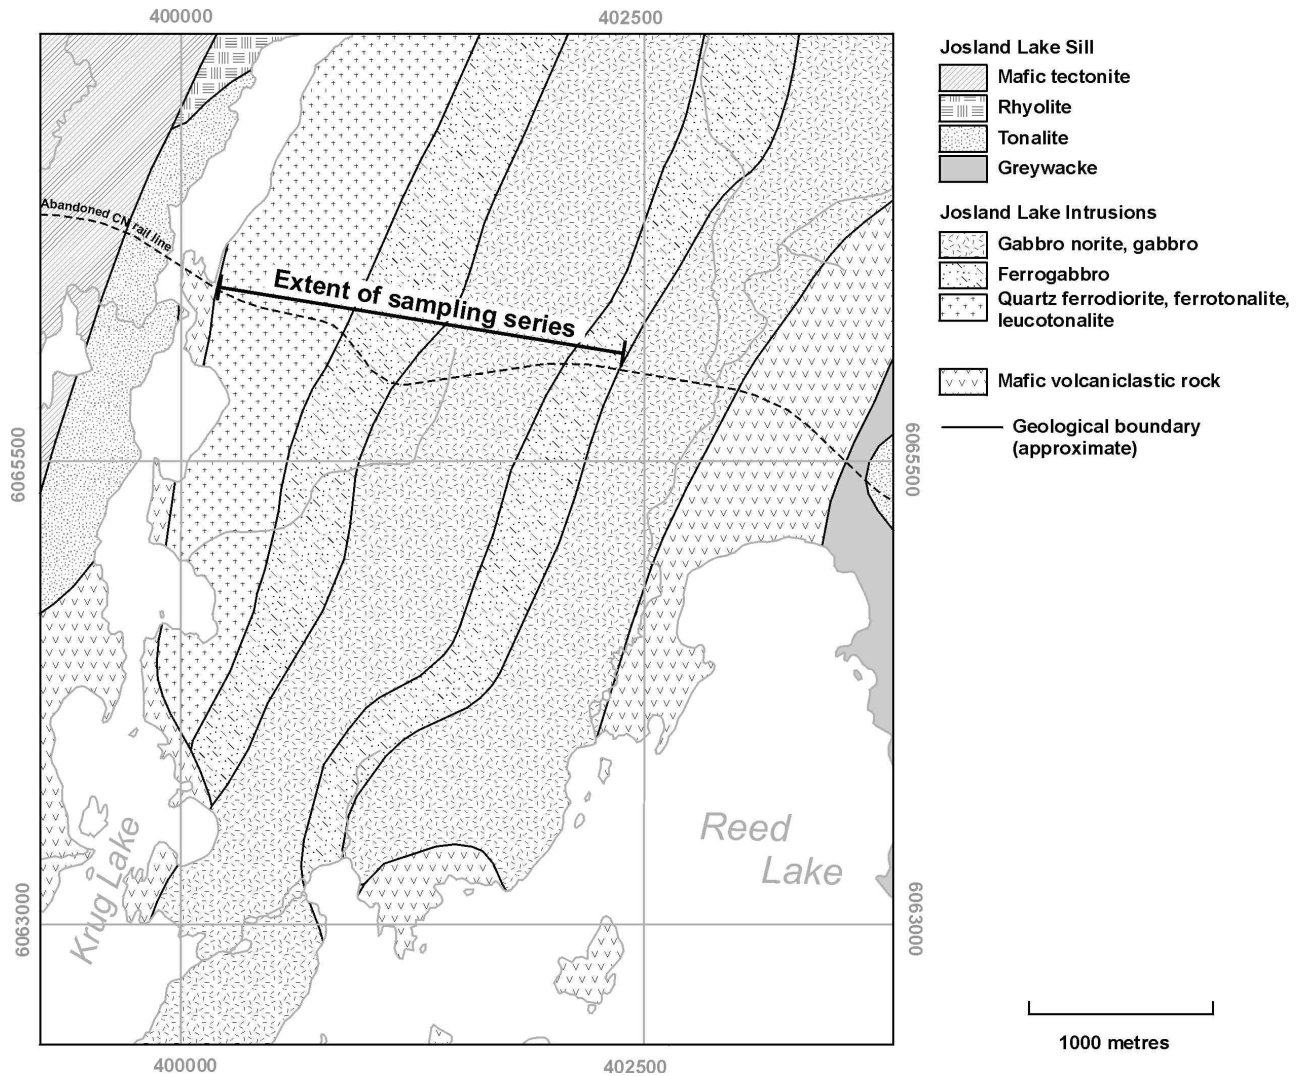 400000
402500
Josland Lake Sill
Mafic tectonite
Rhyolite
Tonalite
Greywacke
Abandoned CN rail line
Josland Lake Intrusions
Gabbro norite, gabbro
Ferrogabbro
Quartz ferrodiorite, ferrotonalite,
leucotonalite
Extent of sampling series
Mafic volcaniclastic rock
Geological boundary
(approximate)
6065500
6065500
Krug Lake
Reed
Lake
6063000
6063000
1000 metres
400000
402500